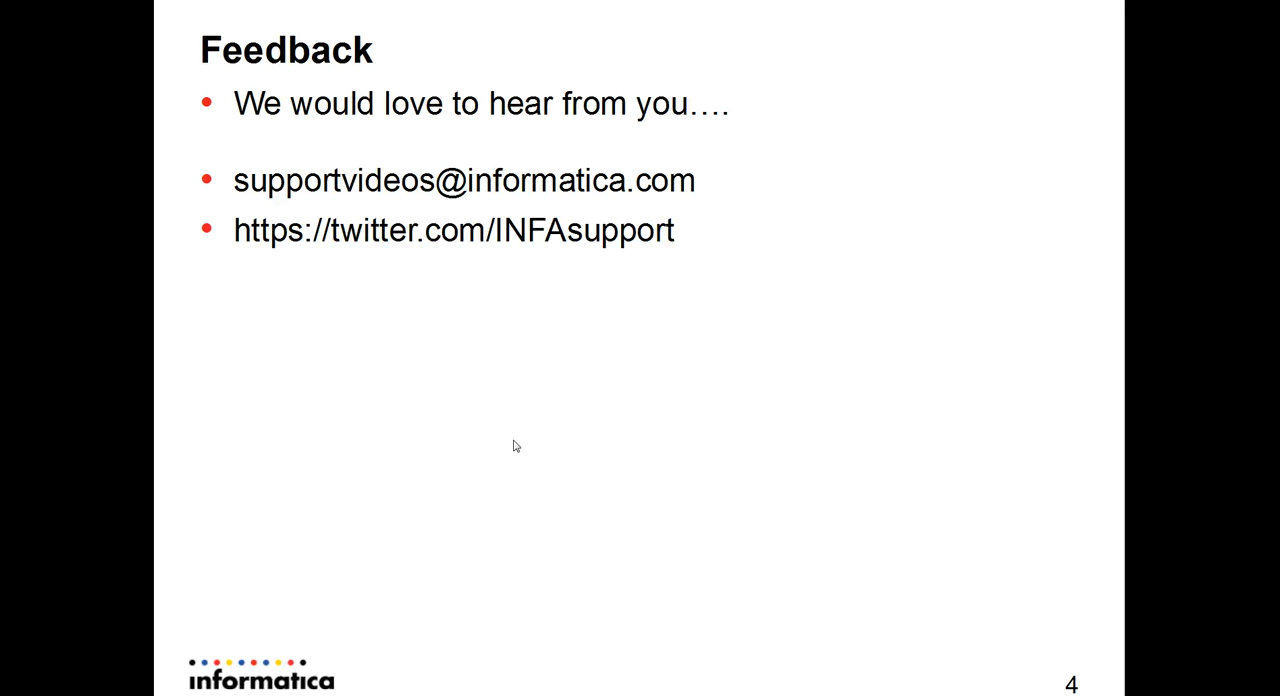 Feedback
We would love to hear from you….
supportvideos@informatica.com
https://twitter.com/INFAsupport
informatica
4